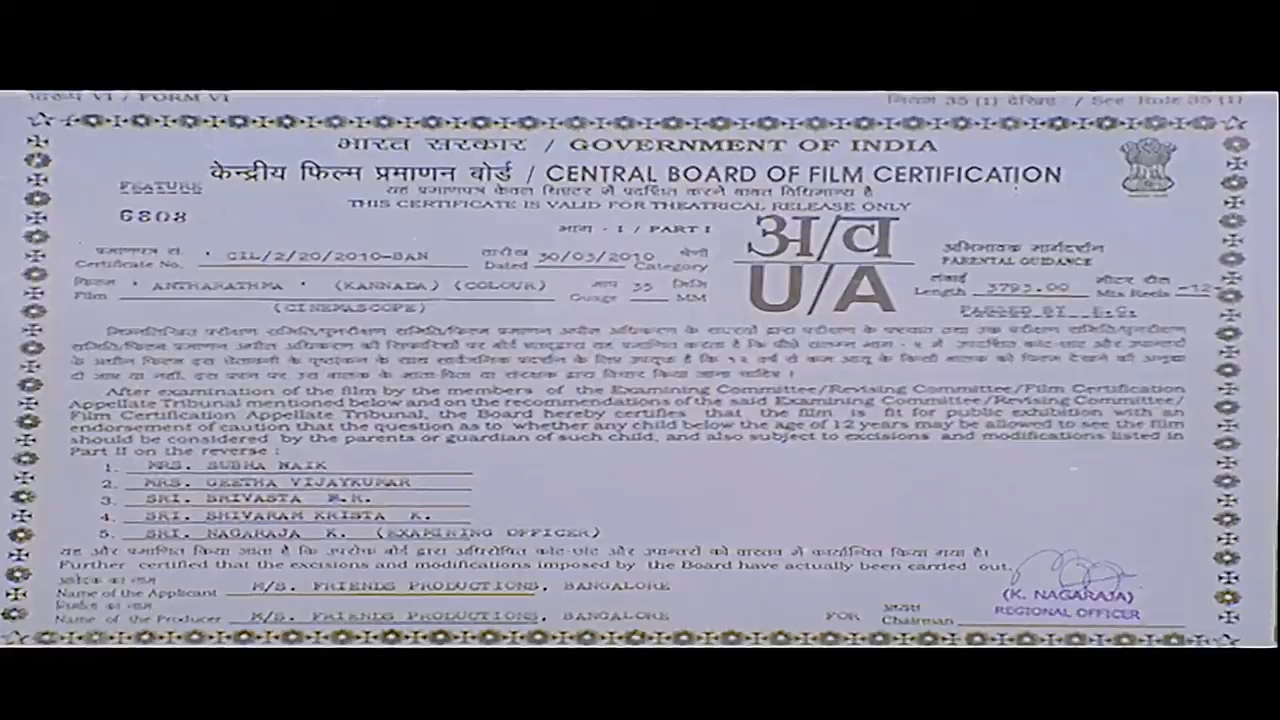 प्रारूप VI / FORM VI
नियम 35 (1) देखिए / See Rule 35 (1)
भारत सरकार / GOVERNMENT OF INDIA
केन्द्रीय फिल्म प्रमाणन बोर्ड / CENTRAL BOARD OF FILM CERTIFICATION
FEATURE
यह प्रमाणपत्र केवल थिएटर में प्रदर्शित करने बाबत विधिमान्य है
THIS CERTIFICATE IS VALID FOR THEATRICAL RELEASE ONLY
6808
भाग - I / PART I
अ/व
U/A
अभिभावक मार्गदर्शन
PARENTAL GUIDANCE
प्रमाणपत्र सं. तारीख श्रेणी
Certificate No. CIL/2/20/2010-BAN Dated 30/03/2010 Category
लंबाई मीटर रील
Length 3793.00 Mts Reels -12-
फिल्म ANTHARATHMA (KANNADA) (COLOUR) माप 35 मिमि
Film Guage MM
(CINEMASCOPE)
PASSED BY E.C.
After examination of the film by the members of the Examining Committee/Revising Committee/Film Certification
Appellate Tribunal mentioned below and on the recommendations of the said Examining Committee/Revising Committee/
Film Certification Appellate Tribunal, the Board hereby certifies that the film is fit for public exhibition with an
endorsement of caution that the question as to whether any child below the age of 12 years may be allowed to see the film
should be considered by the parents or guardian of such child, and also subject to excisions and modifications listed in
Part II on the reverse :
1. MRS. SUBHA NAIK
2. MRS. GEETHA VIJAYKUMAR
3. SRI. SRIVASTA
4. SRI. SHIVARAM KRISTA K.
5. SRI. NAGARAJA K. (EXAMINING OFFICER)
यह और प्रमाणित किया जाता है कि उपरोक्त बोर्ड द्वारा अधिरोपित कांट-छांट और उपान्तरों को वास्तव में कार्यान्वित किया गया है।
Further certified that the excisions and modifications imposed by the Board have actually been carried out.
आवेदक का नाम
Name of the Applicant M/S. FRIENDS PRODUCTIONS, BANGALORE
(K. NAGARAJA)
REGIONAL OFFICER
निर्माता का नाम
Name of the Producer M/S. FRIENDS PRODUCTIONS, BANGALORE FOR
अध्यक्ष
Chairman